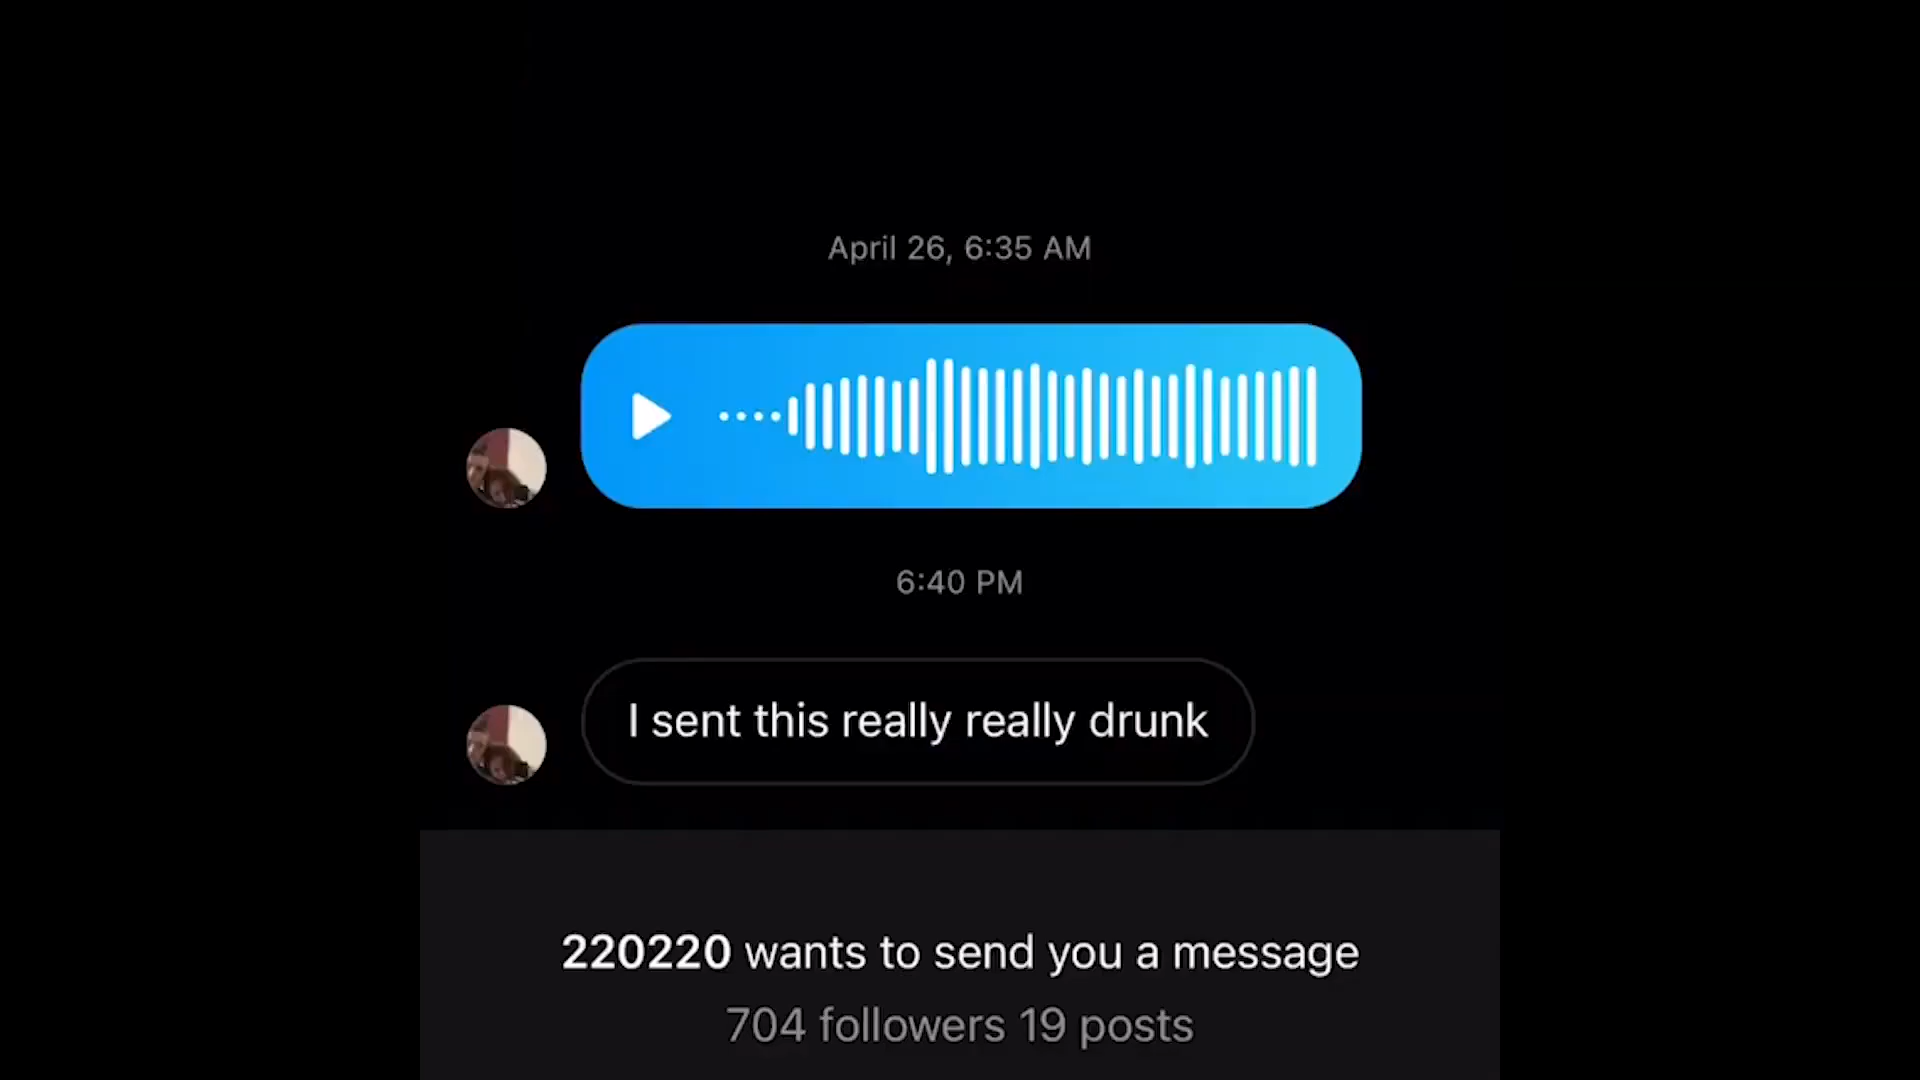 April 26, 6:35 AM
6:40 PM
I sent this really really drunk
220220 wants to send you a message
704 followers 19 posts